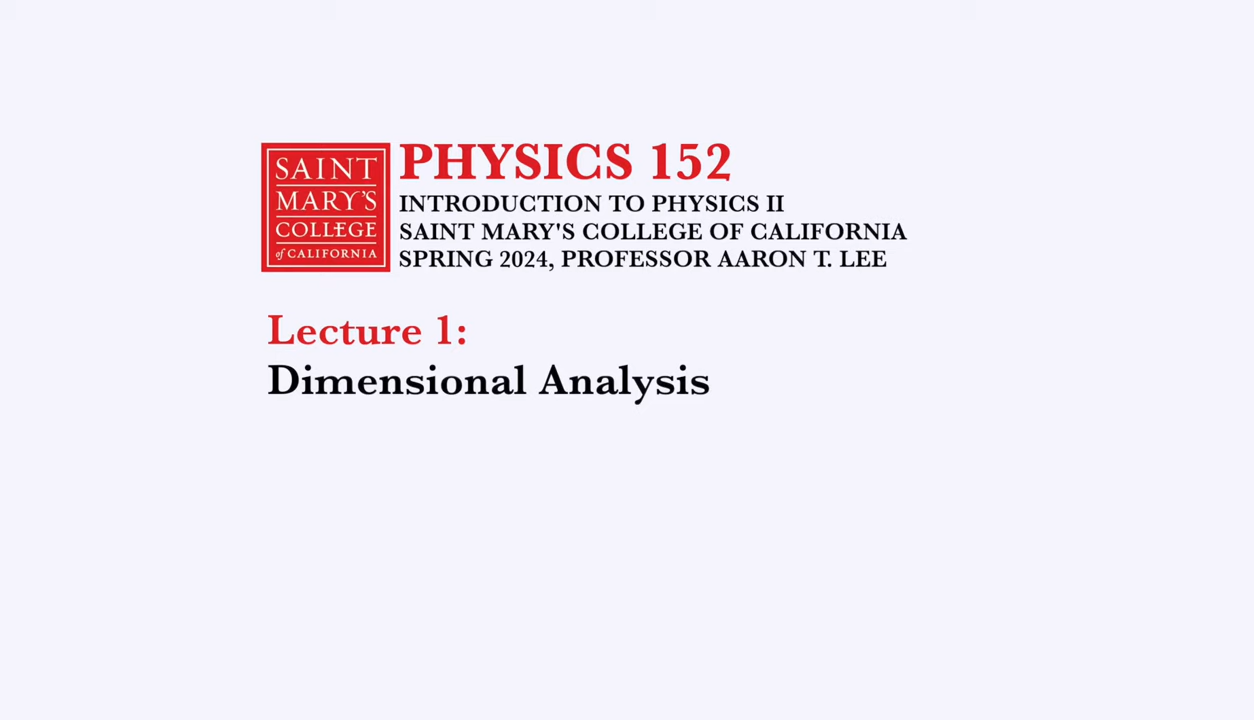 SAINT
MARY'S
COLLEGE
of CALIFORNIA
PHYSICS 152
INTRODUCTION TO PHYSICS II
SAINT MARY'S COLLEGE OF CALIFORNIA
SPRING 2024, PROFESSOR AARON T. LEE
Lecture 1:
Dimensional Analysis